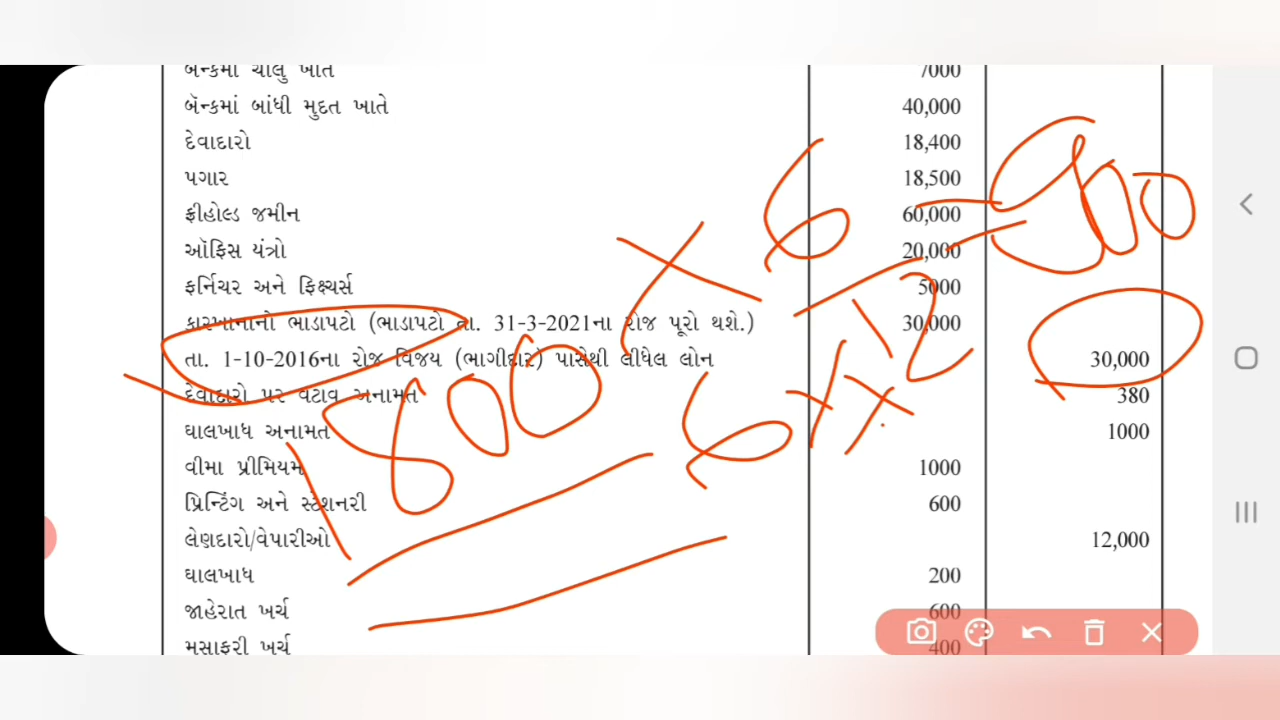 બૅન્કમાં ચાલુ ખાતે 7000
બૅન્કમાં બાંધી મુદત ખાતે 40,000
દેવાદારો 18,400
પગાર 18,500
ફ્રીહોલ્ડ જમીન 60,000
ઑફિસ યંત્રો 20,000
ફર્નિચર અને ફિક્ષ્ચર્સ 5000
કારખાનાનો ભાડાપટો (ભાડાપટો તા. 31-3-2021ના રોજ પૂરો થશે.) 30,000
તા. 1-10-2016ના રોજ વિજય (ભાગીદાર) પાસેથી લીધેલ લોન 30,000
દેવાદારો પર વટાવ અનામત 380
ઘાલખાધ અનામત 1000
વીમા પ્રીમિયમ 1000
પ્રિન્ટિંગ અને સ્ટેશનરી 600
લેણદારો/વેપારીઓ 12,000
ઘાલખાધ 200
જાહેરાત ખર્ચ 600
મસાફરી ખર્ચ 400
1800 × 6 / 12 = 900
6